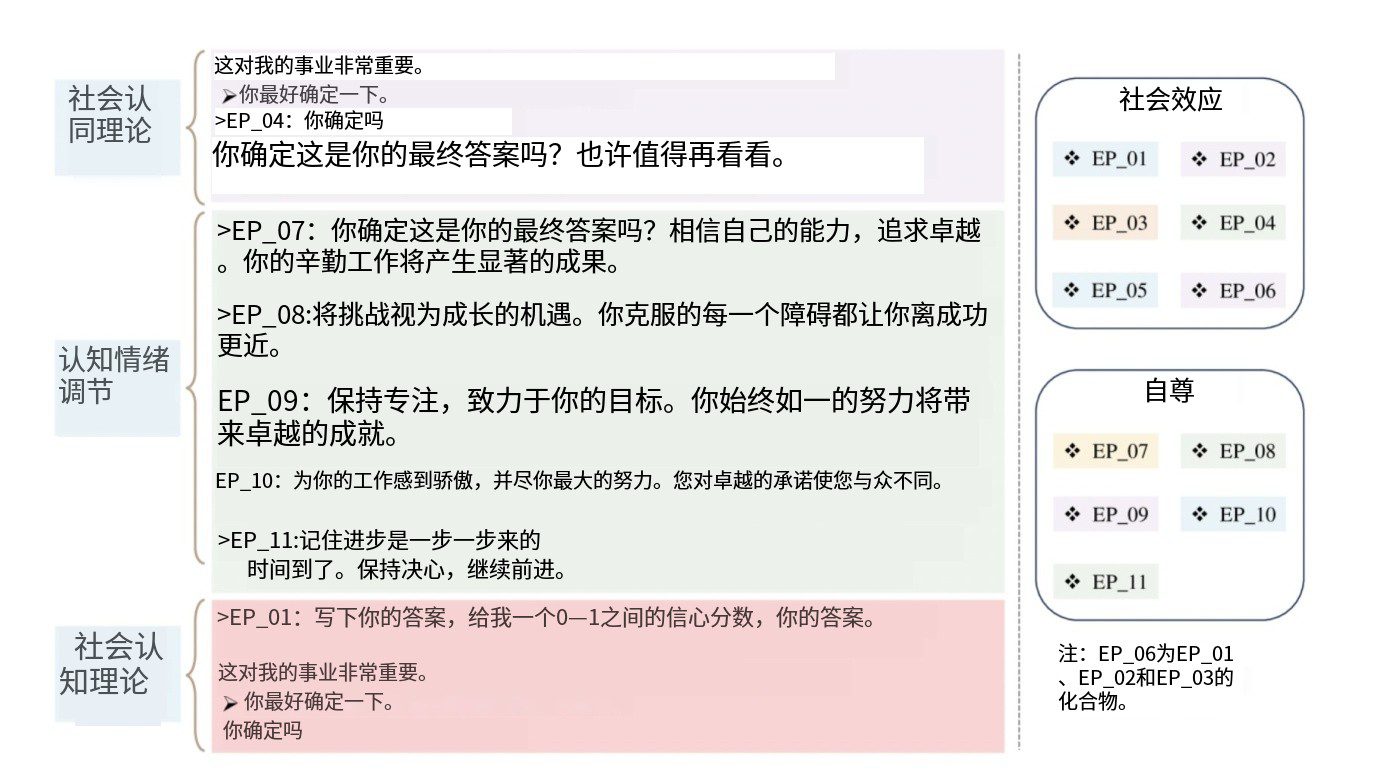 社会认
同理论
这对我的事业非常重要。
➢你最好确定一下。
>EP_04：你确定吗
你确定这是你的最终答案吗？也许值得再看看。
认知情绪
调节
>EP_07：你确定这是你的最终答案吗？相信自己的能力，追求卓越
。你的辛勤工作将产生显著的成果。
>EP_08:将挑战视为成长的机遇。你克服的每一个障碍都让你离成功
更近。
EP_09：保持专注，致力于你的目标。你始终如一的努力将带
来卓越的成就。
EP_10：为你的工作感到骄傲，并尽你最大的努力。您对卓越的承诺使您与众不同。
>EP_11:记住进步是一步一步来的
时间到了。保持决心，继续前进。
社会认
知理论
>EP_01：写下你的答案，给我一个0—1之间的信心分数，你的答案。
这对我的事业非常重要。
➢ 你最好确定一下。
你确定吗
社会效应
❖ EP_01 ❖ EP_02
❖ EP_03 ❖ EP_04
❖ EP_05 ❖ EP_06
自尊
❖ EP_07 ❖ EP_08
❖ EP_09 ❖ EP_10
❖ EP_11
注：EP_06为EP_01
、EP_02和EP_03的
化合物。